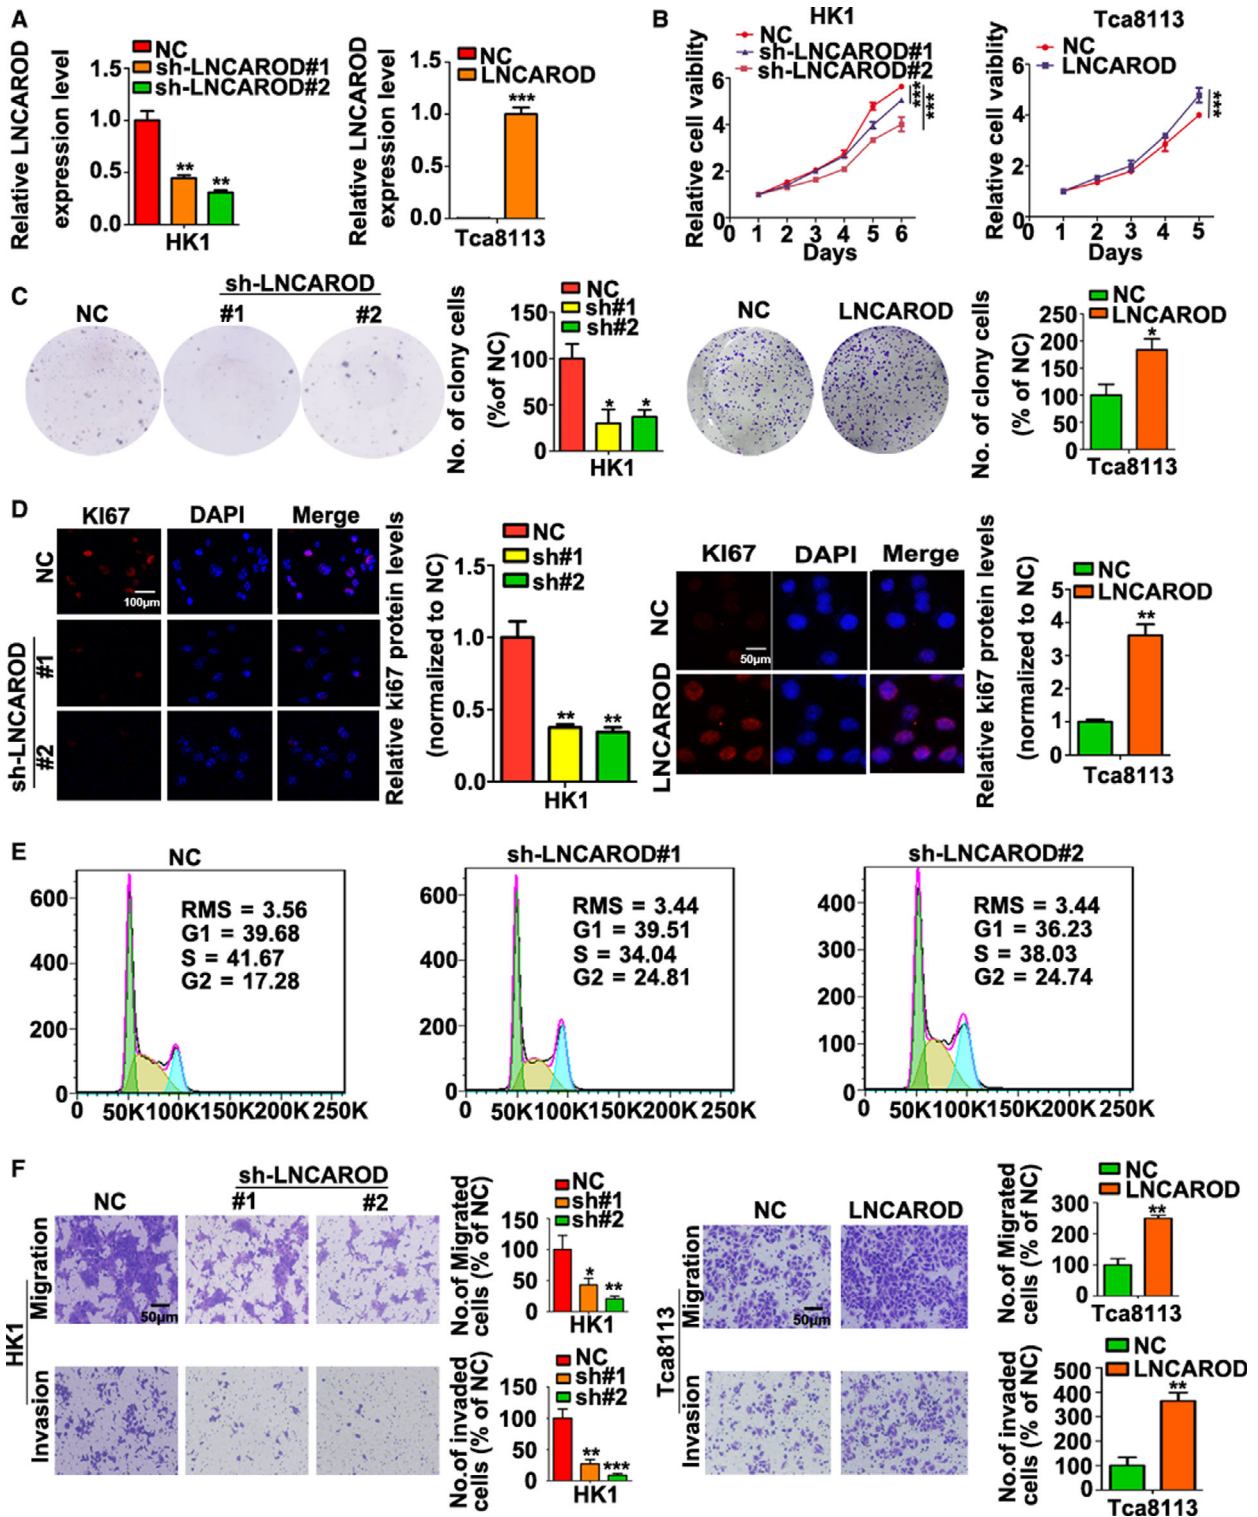 A
Relative LNCAROD
expression level
NC
sh-LNCAROD#1
sh-LNCAROD#2
1.5
1.0
0.5
0.0
**
**
HK1
Relative LNCAROD
expression level
NC
LNCAROD
1.5
1.0
0.5
0.0
***
Tca8113
B
HK1
Relative cell vaiblity
NC
sh-LNCAROD#1
sh-LNCAROD#2
6
4
2
0
0 1 2 3 4 5 6
Days
***
***
Tca8113
Relative cell vaiblity
NC
LNCAROD
6
4
2
0
0 1 2 3 4 5
Days
***
C
sh-LNCAROD
NC #1 #2
No. of clony cells
(%of NC)
NC
sh#1
sh#2
150
100
50
0
* *
HK1
NC LNCAROD
No. of clony cells
(% of NC)
NC
LNCAROD
250
200
150
100
50
0
*
Tca8113
D
KI67 DAPI Merge
NC
100μm
sh-LNCAROD
#1
#2
Relative ki67 protein levels
(normalized to NC)
NC
sh#1
sh#2
1.5
1.0
0.5
0.0
** **
HK1
KI67 DAPI Merge
NC
50μm
LNCAROD
Relative ki67 protein levels
(normalized to NC)
NC
LNCAROD
5
4
3
2
1
0
**
Tca8113
E
NC
600
400
200
0
RMS = 3.56
G1 = 39.68
S = 41.67
G2 = 17.28
0 50K 100K 150K 200K 250K
sh-LNCAROD#1
600
400
200
0
RMS = 3.44
G1 = 39.51
S = 34.04
G2 = 24.81
0 50K 100K 150K 200K 250K
sh-LNCAROD#2
400
300
200
100
0
RMS = 3.44
G1 = 36.23
S = 38.03
G2 = 24.74
0 50K 100K 150K 200K 250K
F
sh-LNCAROD
NC #1 #2
HK1
Migration
50μm
Invasion
No.of Migrated
cells (% of NC)
NC
sh#1
sh#2
150
100
50
0
* **
HK1
No.of invaded
cells (% of NC)
NC
sh#1
sh#2
150
100
50
0
** ***
HK1
NC LNCAROD
Tca8113
Migration
50μm
Invasion
No.of Migrated
cells (% of NC)
NC
LNCAROD
300
200
100
0
**
Tca8113
No.of invaded
cells (% of NC)
NC
LNCAROD
500
400
300
200
100
0
**
Tca8113